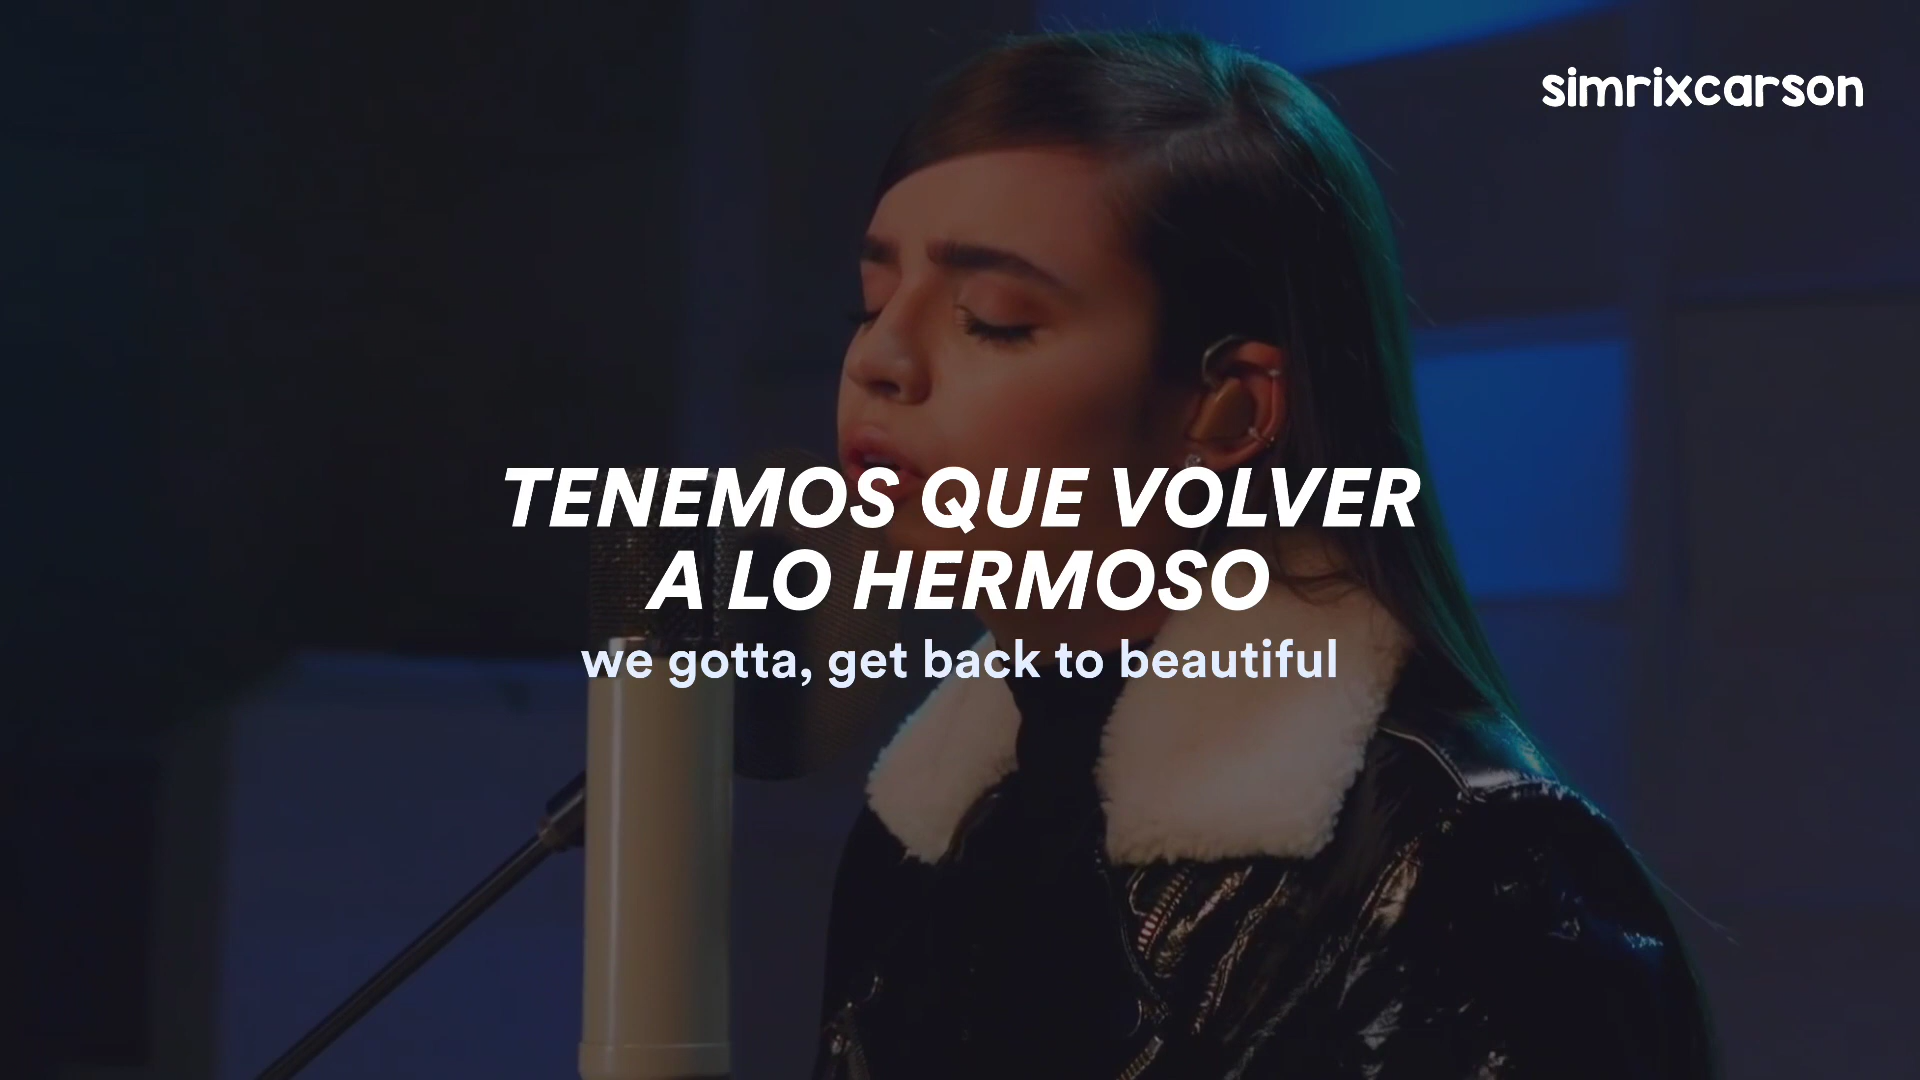 simrixcarson
TENEMOS QUE VOLVER
A LO HERMOSO
we gotta, get back to beautiful